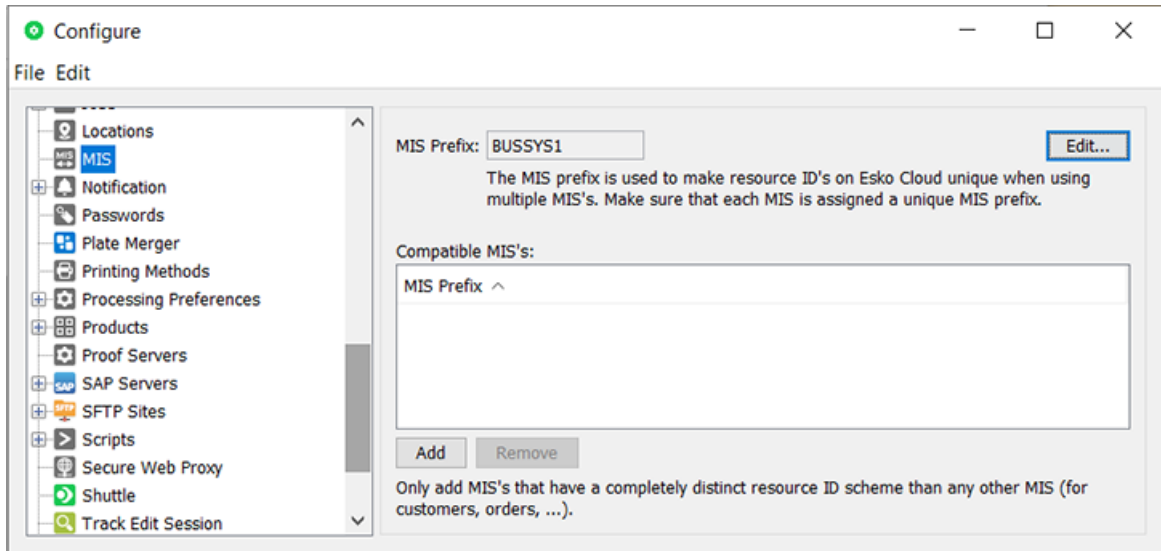 Configure
File Edit
Locations
MIS
Notification
Passwords
Plate Merger
Printing Methods
Processing Preferences
Products
Proof Servers
SAP Servers
SFTP Sites
Scripts
Secure Web Proxy
Shuttle
Track Edit Session
MIS Prefix: BUSSYS1 Edit...
The MIS prefix is used to make resource ID's on Esko Cloud unique when using
multiple MIS's. Make sure that each MIS is assigned a unique MIS prefix.
Compatible MIS's:
MIS Prefix
Add Remove
Only add MIS's that have a completely distinct resource ID scheme than any other MIS (for
customers, orders, ...).